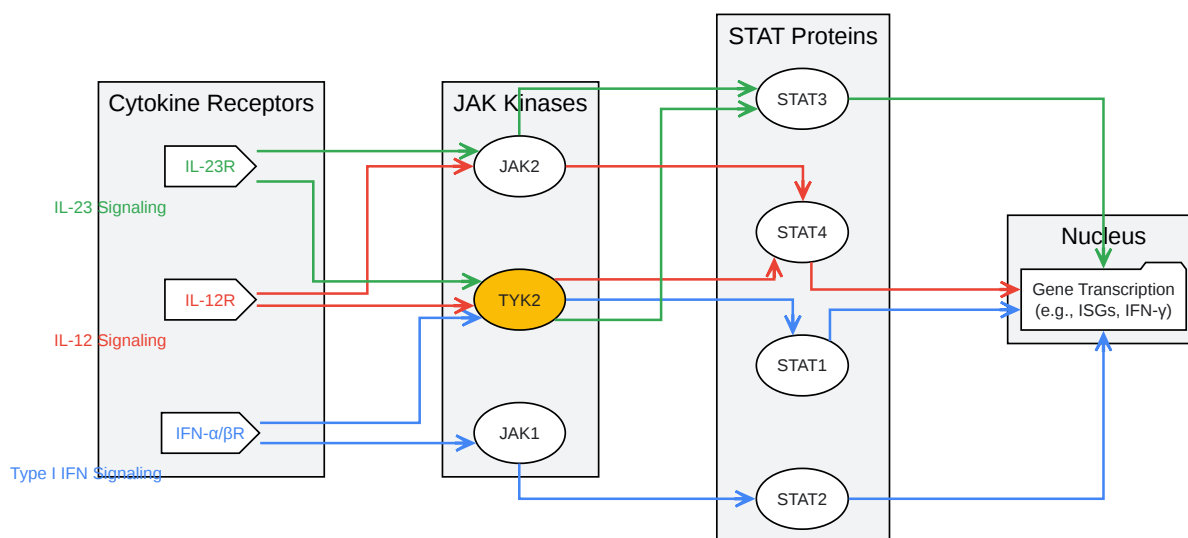 STAT Proteins
Cytokine Receptors
JAK Kinases
STAT3
IL-23R
JAK2
IL-23 Signaling
STAT4
Nucleus
IL-12R
TYK2
Gene Transcription
(e.g., ISGs, IFN-γ)
IL-12 Signaling
STAT1
IFN-α/βR
JAK1
Type I IFN Signaling
STAT2